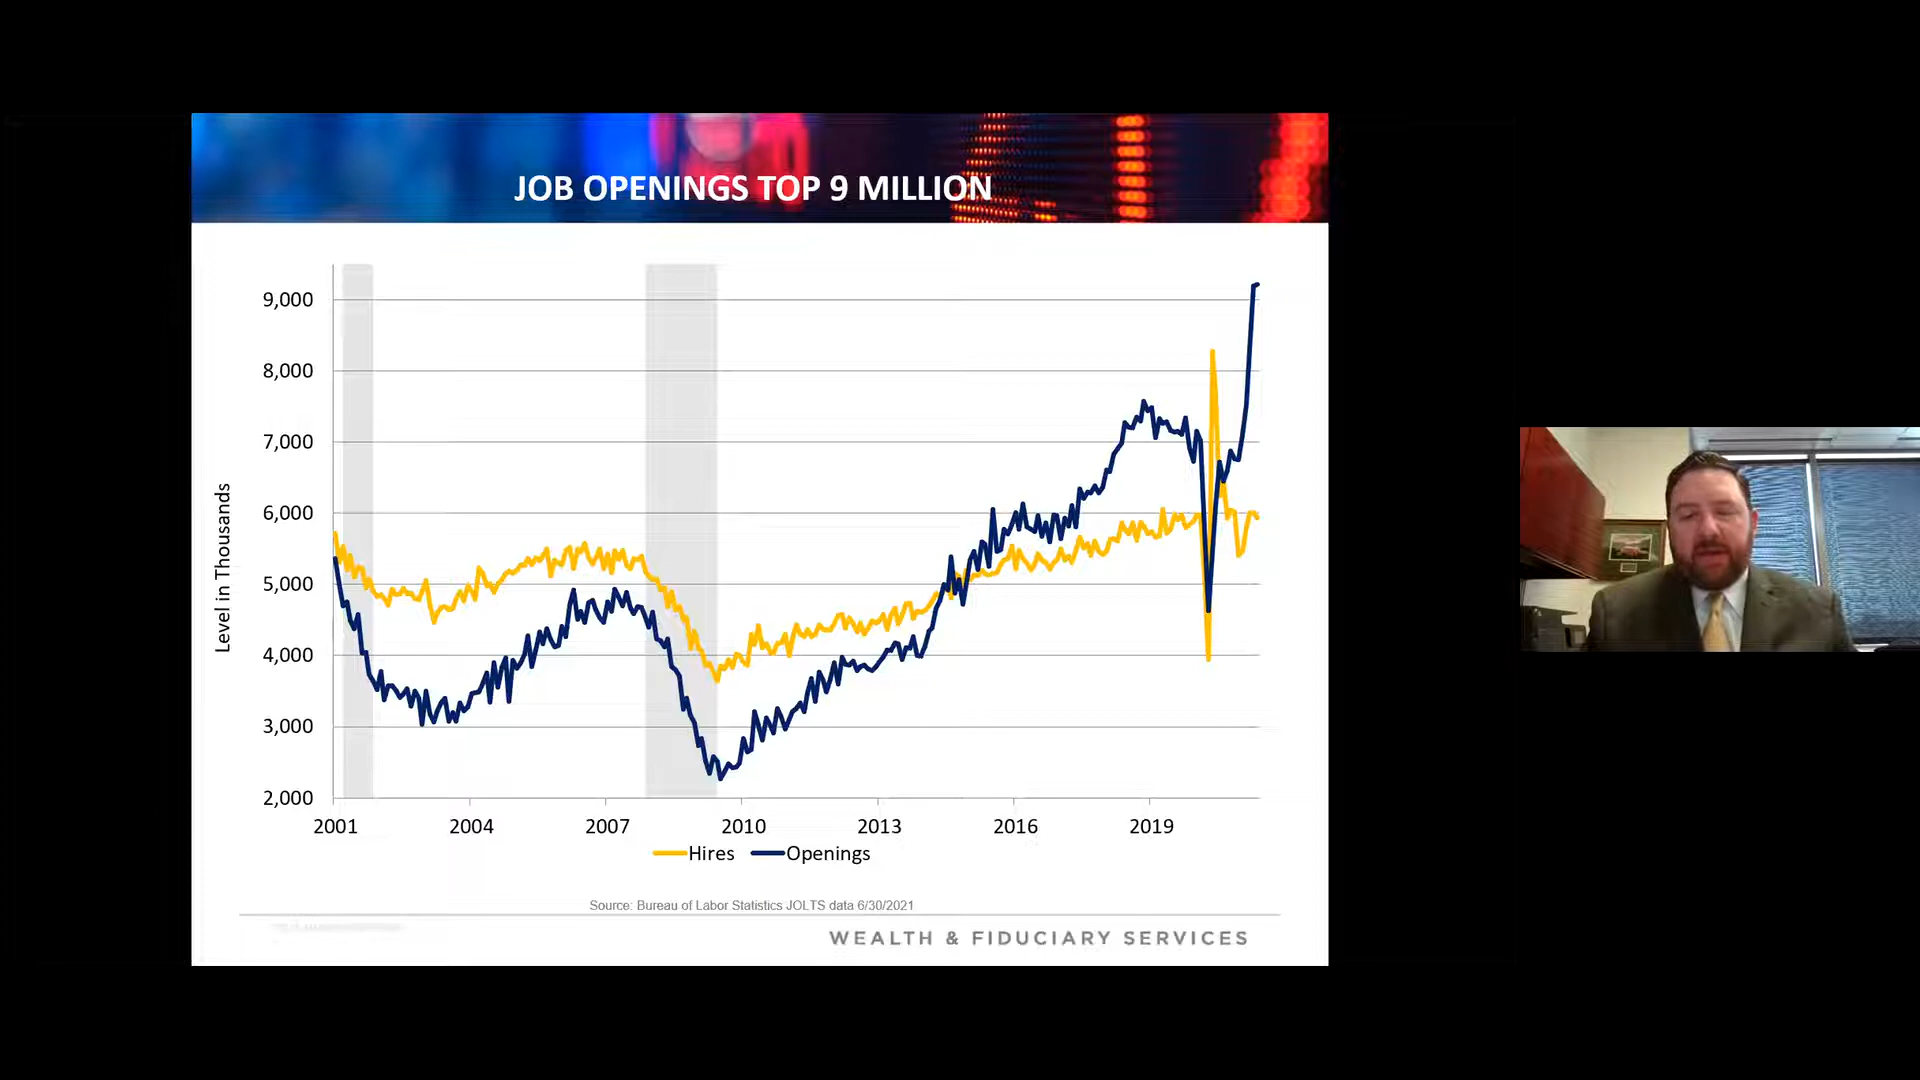 JOB OPENINGS TOP 9 MILLION
9,000
8,000
7,000
6,000
5,000
4,000
3,000
2,000
Level in Thousands
2001 2004 2007 2010 2013 2016 2019
Hires Openings
Source: Bureau of Labor Statistics JOLTS data 6/30/2021
WEALTH & FIDUCIARY SERVICES